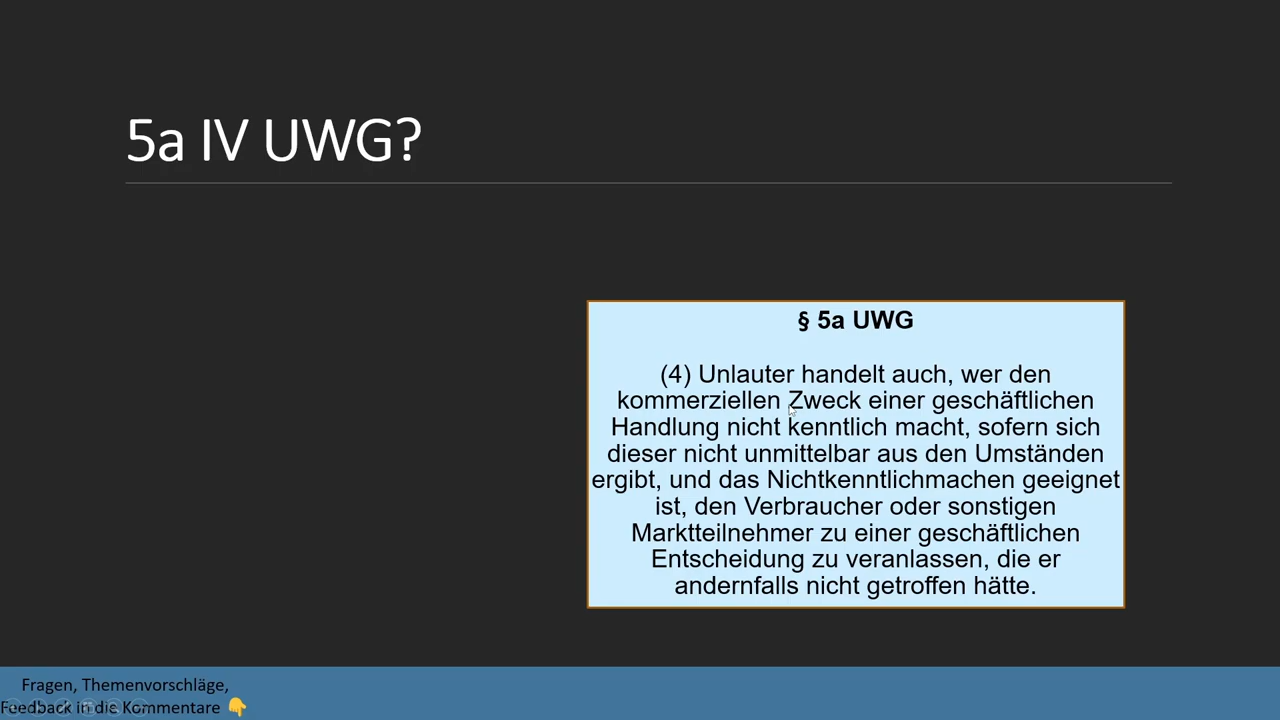 5a IV UWG?
§ 5a UWG
(4) Unlauter handelt auch, wer den
kommerziellen Zweck einer geschäftlichen
Handlung nicht kenntlich macht, sofern sich
dieser nicht unmittelbar aus den Umständen
ergibt, und das Nichtkenntlichmachen geeignet
ist, den Verbraucher oder sonstigen
Marktteilnehmer zu einer geschäftlichen
Entscheidung zu veranlassen, die er
andernfalls nicht getroffen hätte.
Fragen, Themenvorschläge,
Feedback in die Kommentare 👇